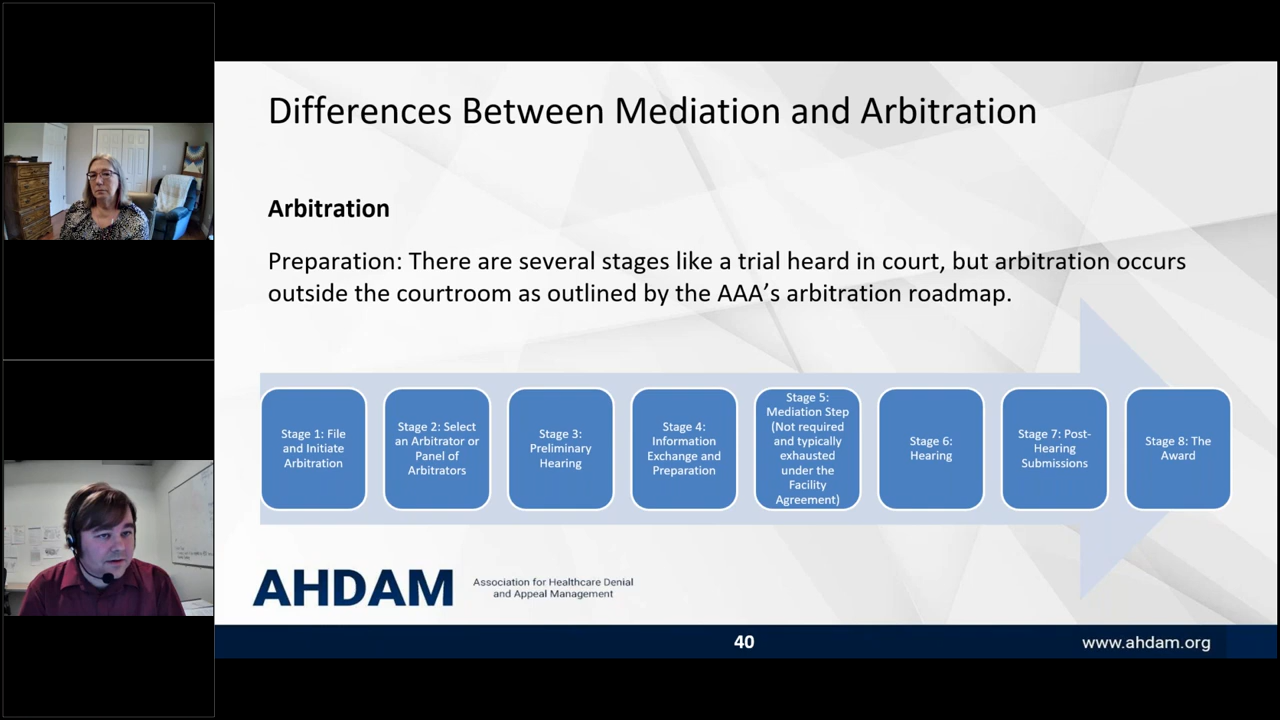 Differences Between Mediation and Arbitration
Arbitration
Preparation: There are several stages like a trial heard in court, but arbitration occurs
outside the courtroom as outlined by the AAA’s arbitration roadmap.
Stage 1: File
and Initiate
Arbitration
Stage 2: Select
an Arbitrator or
Panel of
Arbitrators
Stage 3:
Preliminary
Hearing
Stage 4:
Information
Exchange and
Preparation
Stage 5:
Mediation Step
(Not required
and typically
exhausted
under the
Facility
Agreement)
Stage 6:
Hearing
Stage 7: Post-
Hearing
Submissions
Stage 8: The
Award
AHDAM
Association for Healthcare Denial
and Appeal Management
40
www.ahdam.org